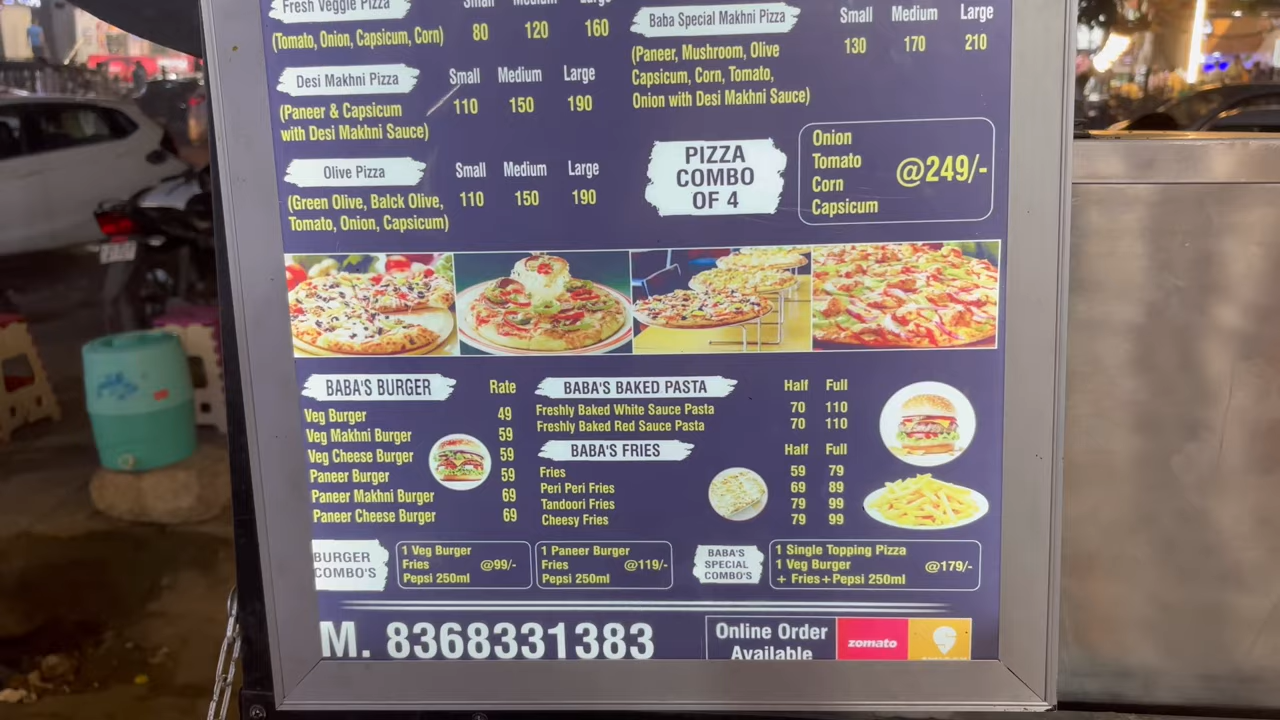 Fresh Veggie Pizza Small Medium Large
(Tomato, Onion, Capsicum, Corn) 80 120 160
Desi Makhni Pizza Small Medium Large
(Paneer & Capsicum 110 150 190
with Desi Makhni Sauce)
Olive Pizza Small Medium Large
(Green Olive, Balck Olive, 110 150 190
Tomato, Onion, Capsicum)
Baba Special Makhni Pizza Small Medium Large
(Paneer, Mushroom, Olive 130 170 210
Capsicum, Corn, Tomato,
Onion with Desi Makhni Sauce)
PIZZA
COMBO
OF 4
Onion
Tomato
Corn
Capsicum
@249/-
BABA'S BURGER Rate
Veg Burger 49
Veg Makhni Burger 59
Veg Cheese Burger 59
Paneer Burger 59
Paneer Makhni Burger 69
Paneer Cheese Burger 69
BABA'S BAKED PASTA Half Full
Freshly Baked White Sauce Pasta 70 110
Freshly Baked Red Sauce Pasta 70 110
BABA'S FRIES Half Full
Fries 59 79
Peri Peri Fries 69 89
Tandoori Fries 79 99
Cheesy Fries 79 99
BURGER
COMBO'S
1 Veg Burger
Fries @99/-
Pepsi 250ml
1 Paneer Burger
Fries @119/-
Pepsi 250ml
BABA'S
SPECIAL
COMBO'S
1 Single Topping Pizza
1 Veg Burger @179/-
+ Fries+Pepsi 250ml
M. 8368331383
Online Order
Available
zomato